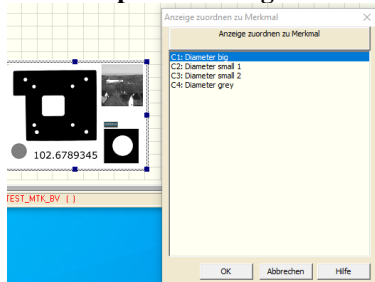 Anzeige zuordnen zu Merkmal
Anzeige zuordnen zu Merkmal
C1: Diameter big
C2: Diameter small 1
C3: Diameter small 2
C4: Diameter grey
102.6789345
TEST_MTK_BV ( )
OK Abbrechen Hilfe